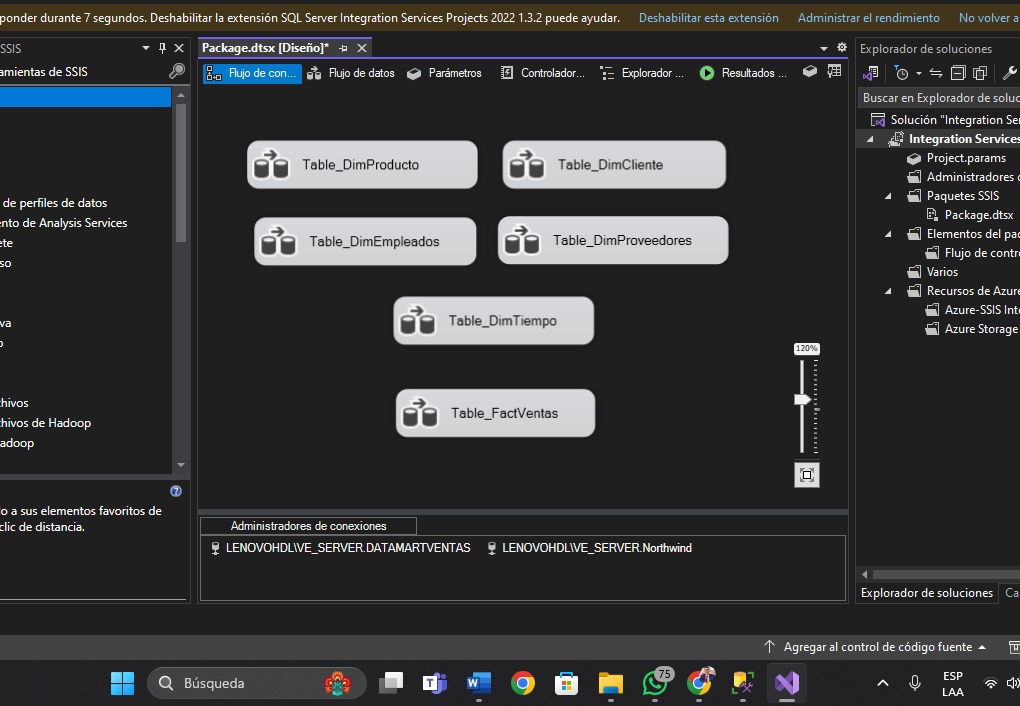 ponder durante 7 segundos. Deshabilitar la extensión SQL Server Integration Services Projects 2022 1.3.2 puede ayudar. Deshabilitar esta extensión Administrar el rendimiento No volver a
SSIS
amientas de SSIS
de perfiles de datos
nto de Analysis Services
ete
so
va
o
hivos
hivos de Hadoop
adoop
o a sus elementos favoritos de
clic de distancia.
Package.dtsx [Diseño]*
Flujo de con... Flujo de datos Parámetros Controlador... Explorador ... Resultados ...
Table_DimProducto
Table_DimCliente
Table_DimEmpleados
Table_DimProveedores
Table_DimTiempo
Table_FactVentas
120%
Administradores de conexiones
LENOVOHDL\VE_SERVER.DATAMARTVENTAS LENOVOHDL\VE_SERVER.Northwind
Explorador de soluciones
Buscar en Explorador de soluc
Solución "Integration Ser
Integration Services
Project.params
Administradores c
Paquetes SSIS
Package.dtsx
Elementos del pac
Flujo de contr
Varios
Recursos de Azure
Azure-SSIS Inte
Azure Storage
Explorador de soluciones Ca
Agregar al control de código fuente
Búsqueda
75
ESP
LAA